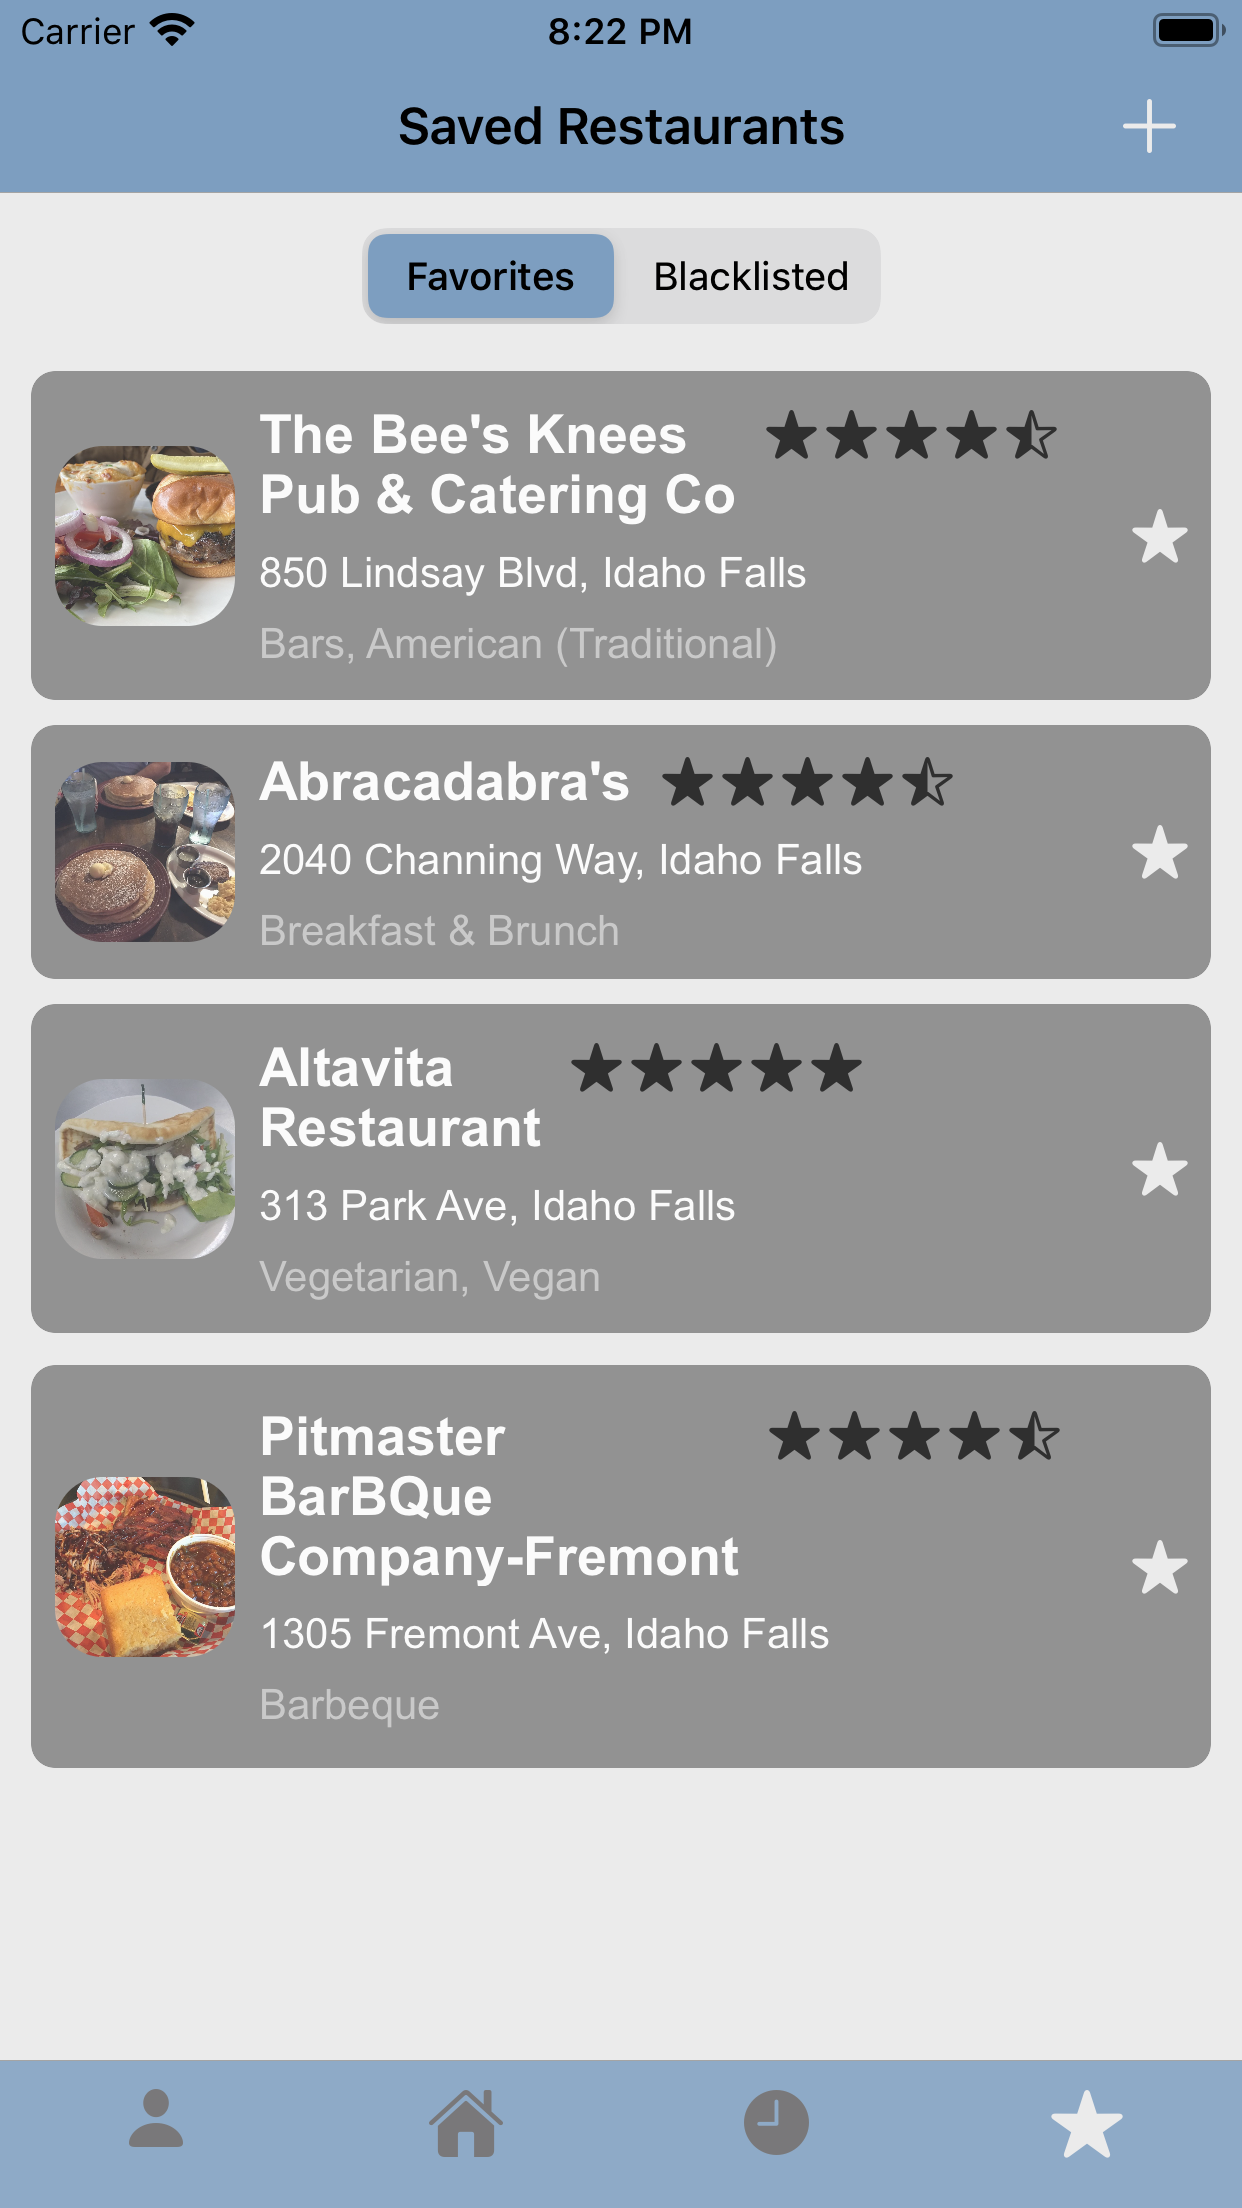 Carrier 8:22 PM
Saved Restaurants
Favorites Blacklisted
The Bee's Knees
Pub & Catering Co
850 Lindsay Blvd, Idaho Falls
Bars, American (Traditional)
Abracadabra's
2040 Channing Way, Idaho Falls
Breakfast & Brunch
Altavita
Restaurant
313 Park Ave, Idaho Falls
Vegetarian, Vegan
Pitmaster
BarBQue
Company-Fremont
1305 Fremont Ave, Idaho Falls
Barbeque